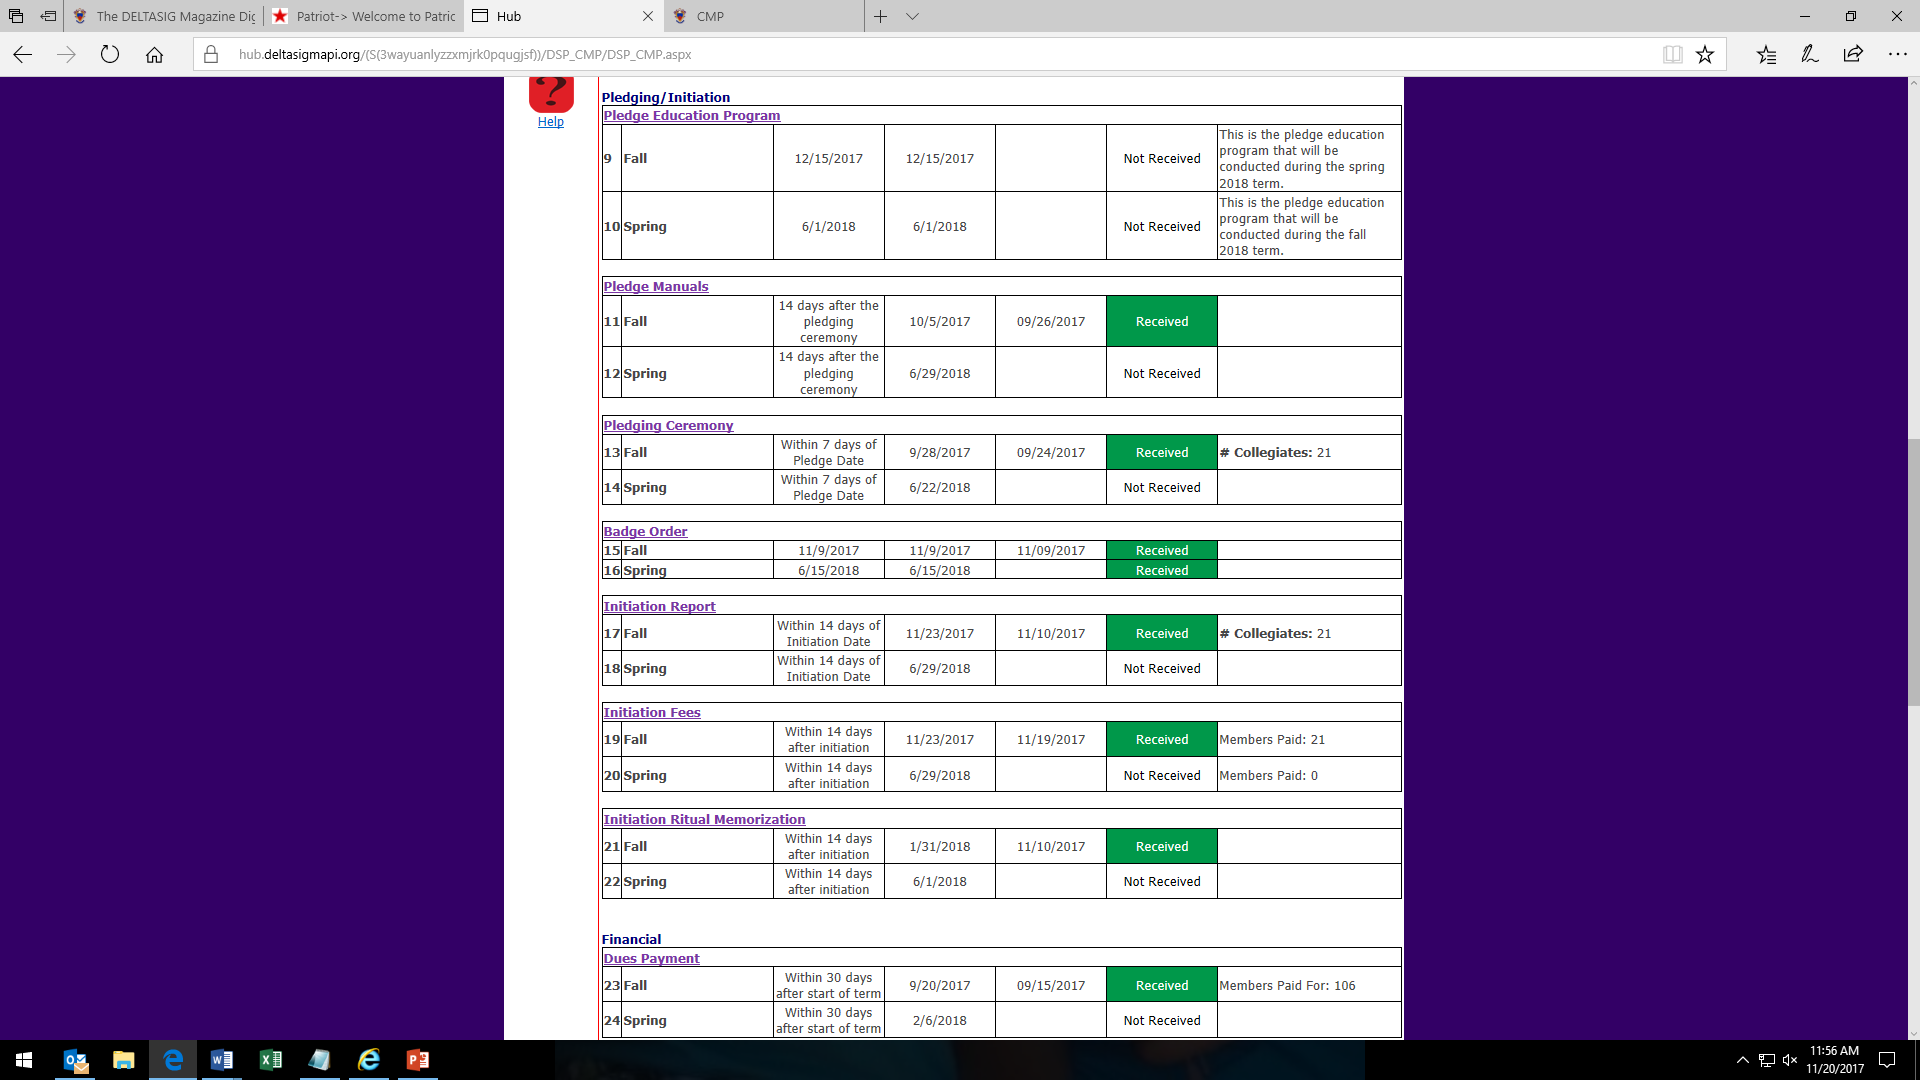 The DELTASIG Magazine Dig
Patriot-> Welcome to Patric
Hub
CMP
hub.deltasigmapi.org/(S(3wayuanlyzzxmjrk0pqugjsf))/DSP_CMP/DSP_CMP.aspx
?
Help
Pledging/Initiation
Pledge Education Program
9 Fall 12/15/2017 12/15/2017 Not Received This is the pledge education
program that will be
conducted during the spring
2018 term.
10 Spring 6/1/2018 6/1/2018 Not Received This is the pledge education
program that will be
conducted during the fall
2018 term.
Pledge Manuals
11 Fall 14 days after the
pledging
ceremony 10/5/2017 09/26/2017 Received
12 Spring 14 days after the
pledging
ceremony 6/29/2018 Not Received
Pledging Ceremony
13 Fall Within 7 days of
Pledge Date 9/28/2017 09/24/2017 Received # Collegiates: 21
14 Spring Within 7 days of
Pledge Date 6/22/2018 Not Received
Badge Order
15 Fall 11/9/2017 11/9/2017 11/09/2017 Received
16 Spring 6/15/2018 6/15/2018 Received
Initiation Report
17 Fall Within 14 days of
Initiation Date 11/23/2017 11/10/2017 Received # Collegiates: 21
18 Spring Within 14 days of
Initiation Date 6/29/2018 Not Received
Initiation Fees
19 Fall Within 14 days
after initiation 11/23/2017 11/19/2017 Received Members Paid: 21
20 Spring Within 14 days
after initiation 6/29/2018 Not Received Members Paid: 0
Initiation Ritual Memorization
21 Fall Within 14 days
after initiation 1/31/2018 11/10/2017 Received
22 Spring Within 14 days
after initiation 6/1/2018 Not Received
Financial
Dues Payment
23 Fall Within 30 days
after start of term 9/20/2017 09/15/2017 Received Members Paid For: 106
24 Spring Within 30 days
after start of term 2/6/2018 Not Received
11:56 AM
11/20/2017